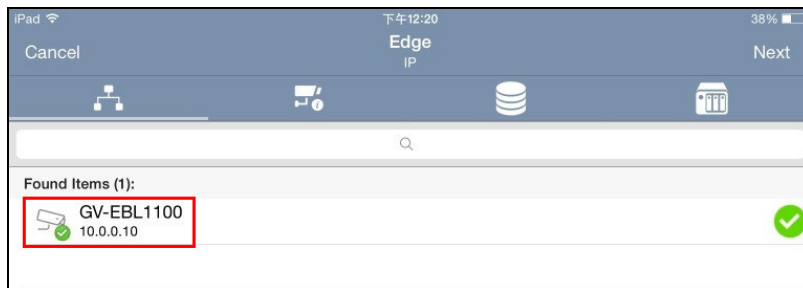 iPad 下午12:20 38%
Cancel Edge Next
IP
Found Items (1):
GV-EBL1100
10.0.0.10